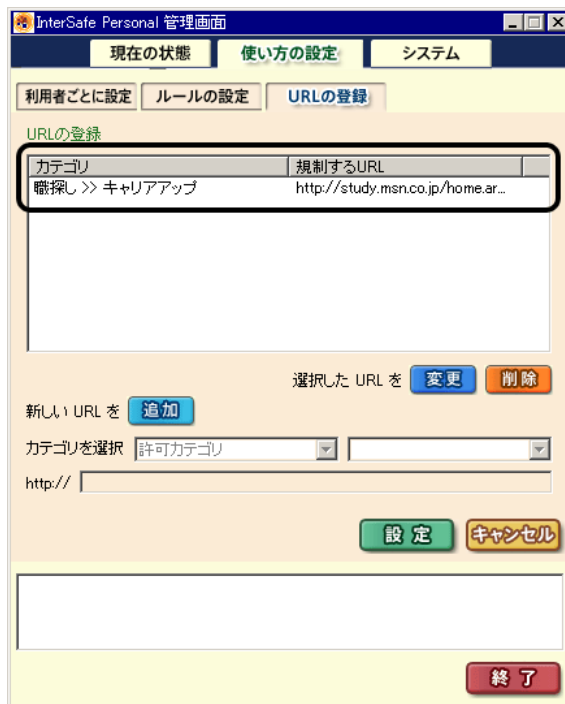 InterSafe Personal 管理画面
現在の状態 使い方の設定 システム
利用者ごとに設定 ルールの設定 URLの登録
URLの登録
カテゴリ 規制するURL
職探し >> キャリアアップ http://study.msn.co.jp/home.ar...
選択した URL を 変更 削除
新しい URL を 追加
カテゴリを選択 許可カテゴリ
http://
設定 キャンセル
終了